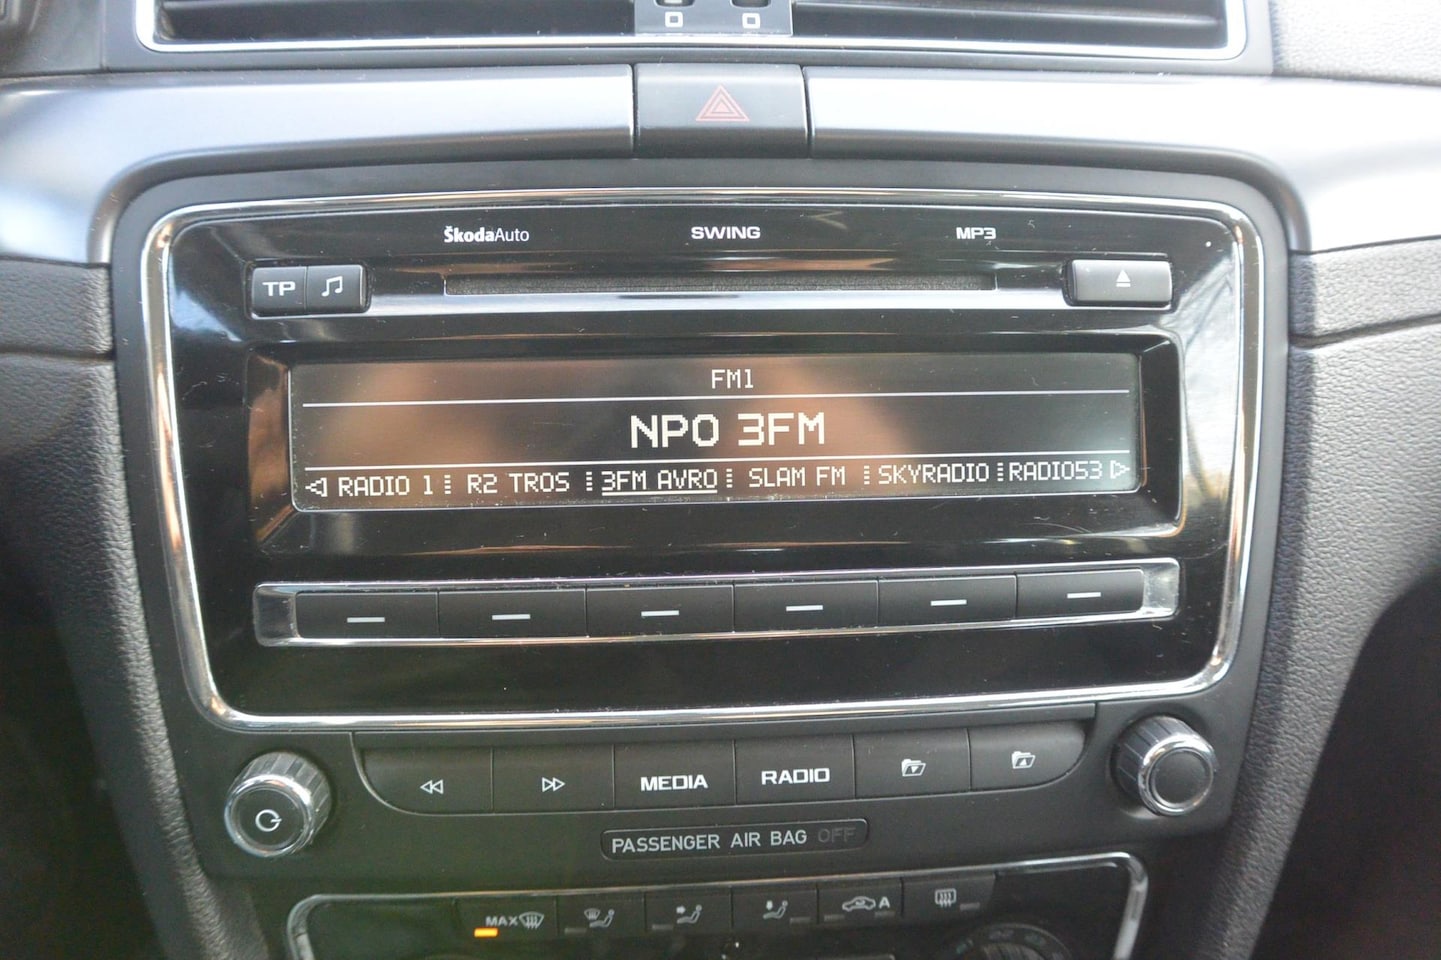 ŠkodaAuto SWING MP3
TP
FM1
NPO 3FM
RADIO 1 R2 TROS 3FM AVRO SLAM FM SKYRADIO RADIO53
MEDIA RADIO
PASSENGER AIR BAG OFF
MAX A